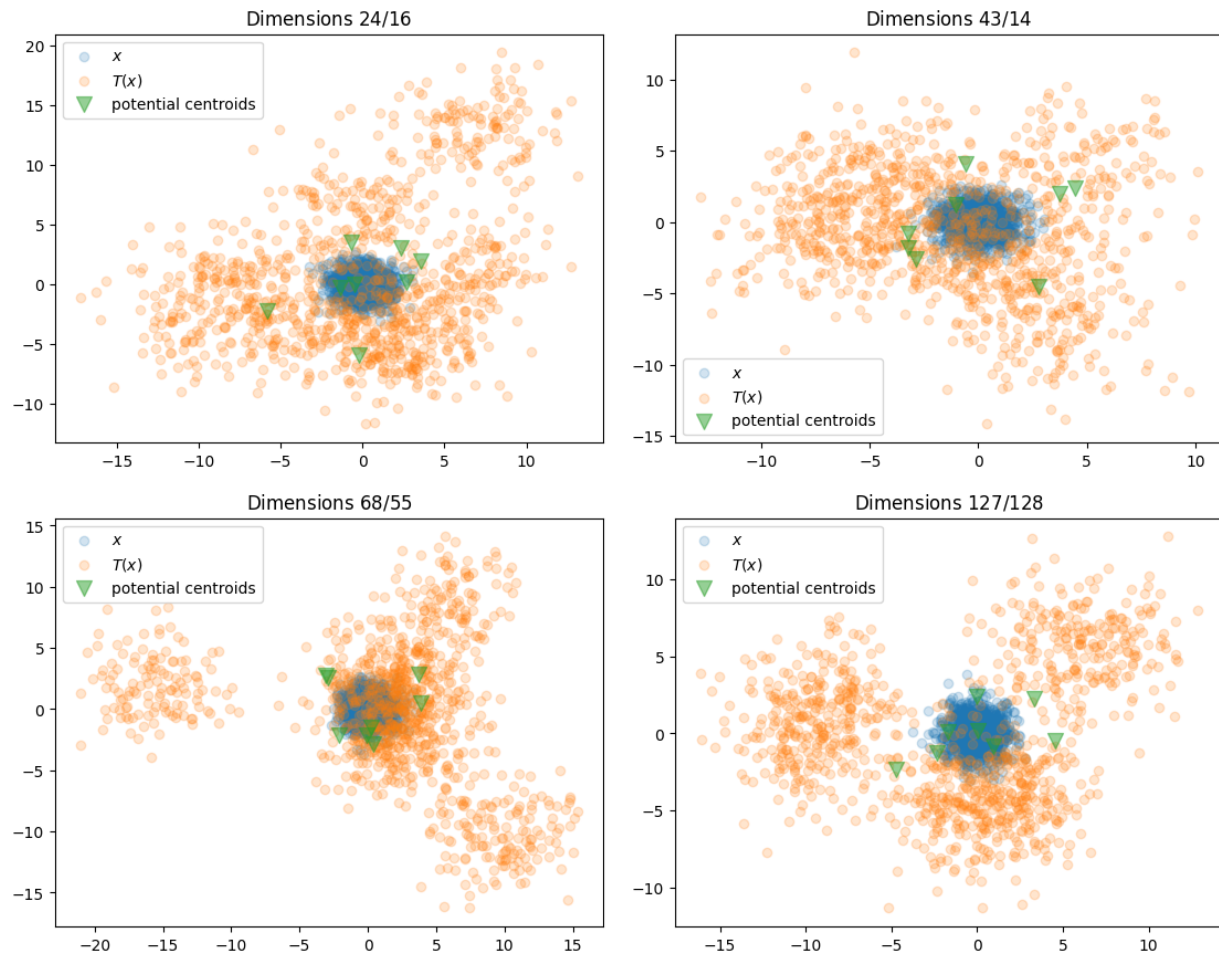 Dimensions 24/16
20
15
10
5
0
−5
−10
x
T(x)
potential centroids
−15 −10 −5 0 5 10
Dimensions 43/14
10
5
0
−5
−10
−15
x
T(x)
potential centroids
−10 −5 0 5 10
Dimensions 68/55
15
10
5
0
−5
−10
−15
x
T(x)
potential centroids
−20 −15 −10 −5 0 5 10 15
Dimensions 127/128
10
5
0
−5
−10
x
T(x)
potential centroids
−15 −10 −5 0 5 10